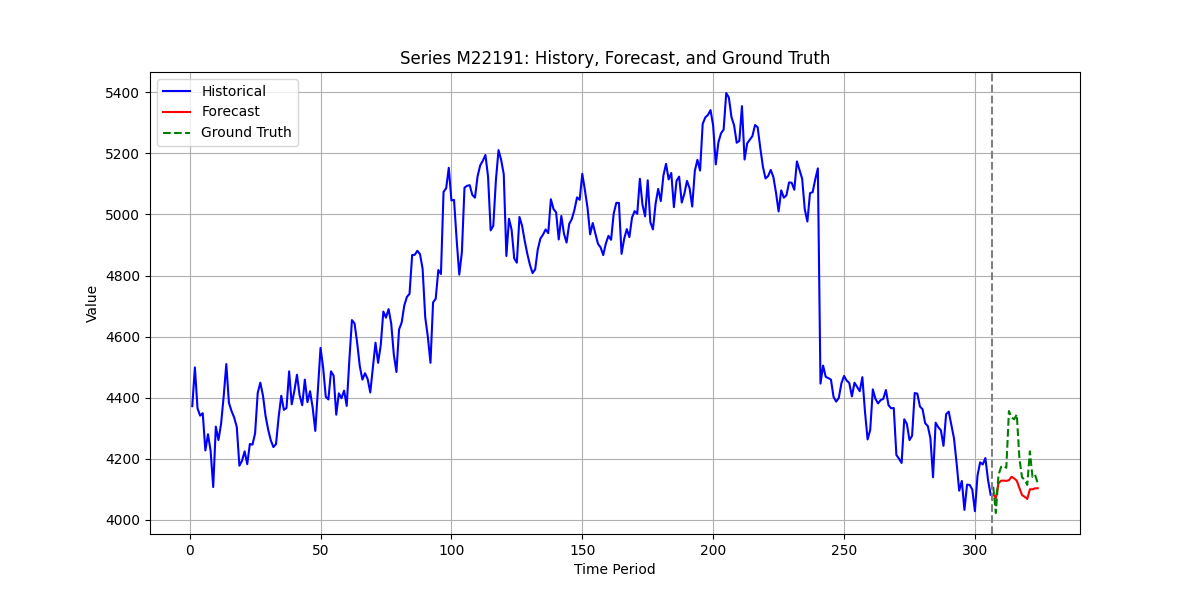 Series M22191: History, Forecast, and Ground Truth
Historical
Forecast
Ground Truth
5400
5200
5000
4800
4600
4400
4200
4000
Value
0 50 100 150 200 250 300
Time Period